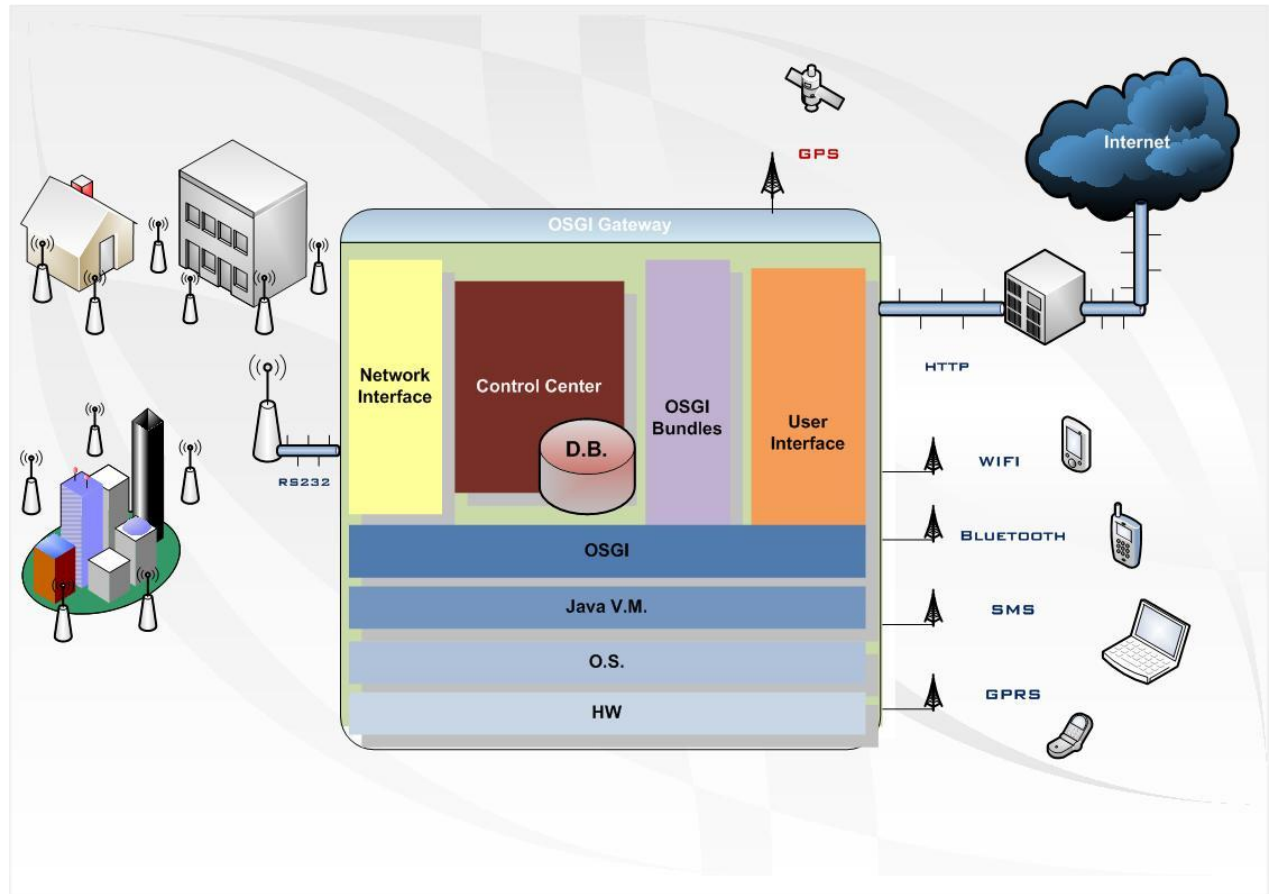 GPS
Internet
OSGI Gateway
Network
Interface
Control Center
D.B.
OSGI
Bundles
User
Interface
HTTP
RS232
WIFI
BLUETOOTH
SMS
GPRS
OSGI
Java V.M.
O.S.
HW